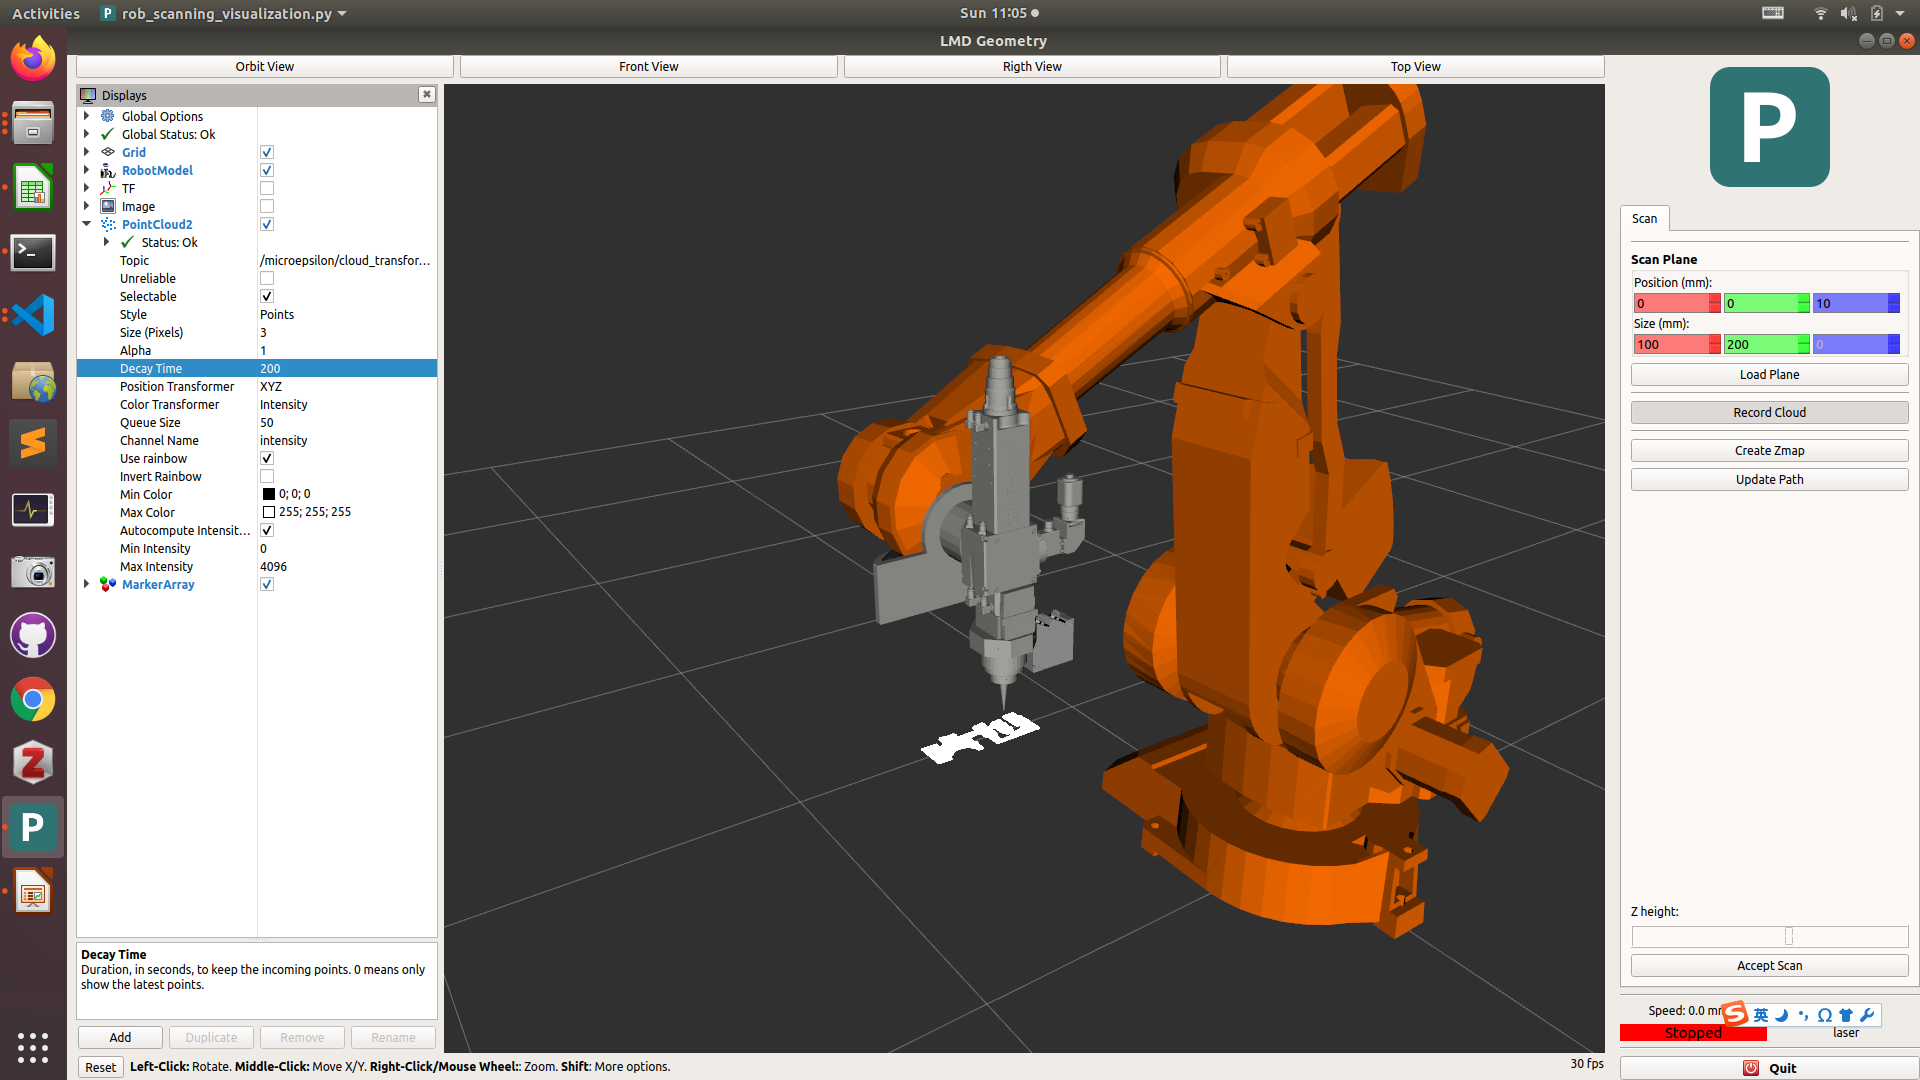 Activities
rob_scanning_visualization.py
Sun 11:05
LMD Geometry
Orbit View
Front View
Rigth View
Top View
Displays
Global Options
Global Status: Ok
Grid
RobotModel
TF
Image
PointCloud2
Status: Ok
Topic /microepsilon/cloud_transfor...
Unreliable
Selectable
Style Points
Size (Pixels) 3
Alpha 1
Decay Time 200
Position Transformer XYZ
Color Transformer Intensity
Queue Size 50
Channel Name intensity
Use rainbow
Invert Rainbow
Min Color 0; 0; 0
Max Color 255; 255; 255
Autocompute Intensit...
Min Intensity 0
Max Intensity 4096
MarkerArray
Decay Time
Duration, in seconds, to keep the incoming points. 0 means only
show the latest points.
Add
Duplicate
Remove
Rename
Reset
Left-Click: Rotate. Middle-Click: Move X/Y. Right-Click/Mouse Wheel:: Zoom. Shift: More options.
30 fps
P
Scan
Scan Plane
Position (mm):
0 0 10
Size (mm):
100 200 0
Load Plane
Record Cloud
Create Zmap
Update Path
Z height:
Accept Scan
Speed: 0.0
英
Stopped
laser
Quit